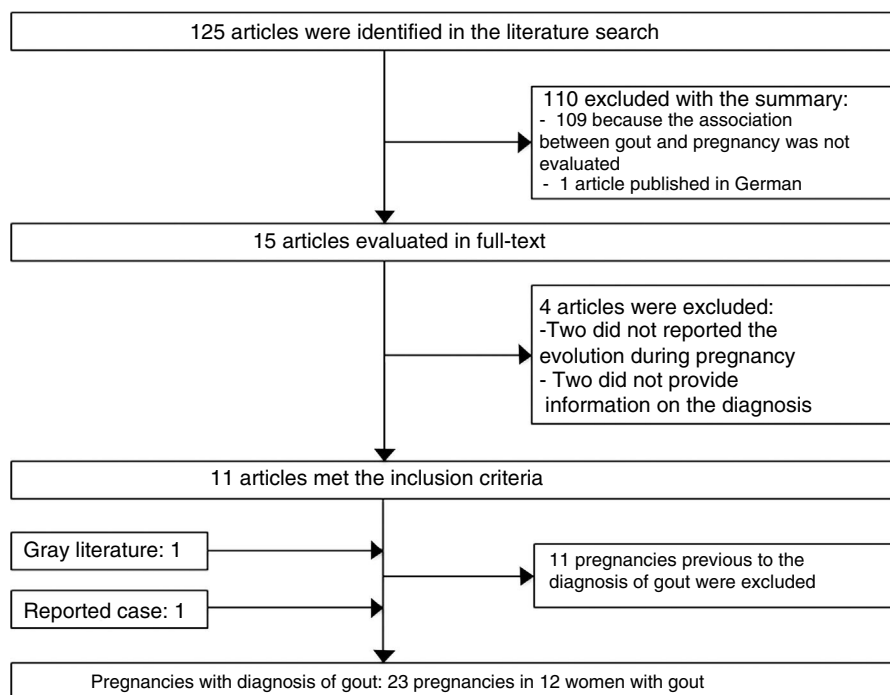 125 articles were identified in the literature search
110 excluded with the summary:
- 109 because the association
between gout and pregnancy was not
evaluated
- 1 article published in German
15 articles evaluated in full-text
4 articles were excluded:
-Two did not reported the
evolution during pregnancy
- Two did not provide
information on the diagnosis
11 articles met the inclusion criteria
Gray literature: 1
11 pregnancies previous to the
diagnosis of gout were excluded
Reported case: 1
Pregnancies with diagnosis of gout: 23 pregnancies in 12 women with gout